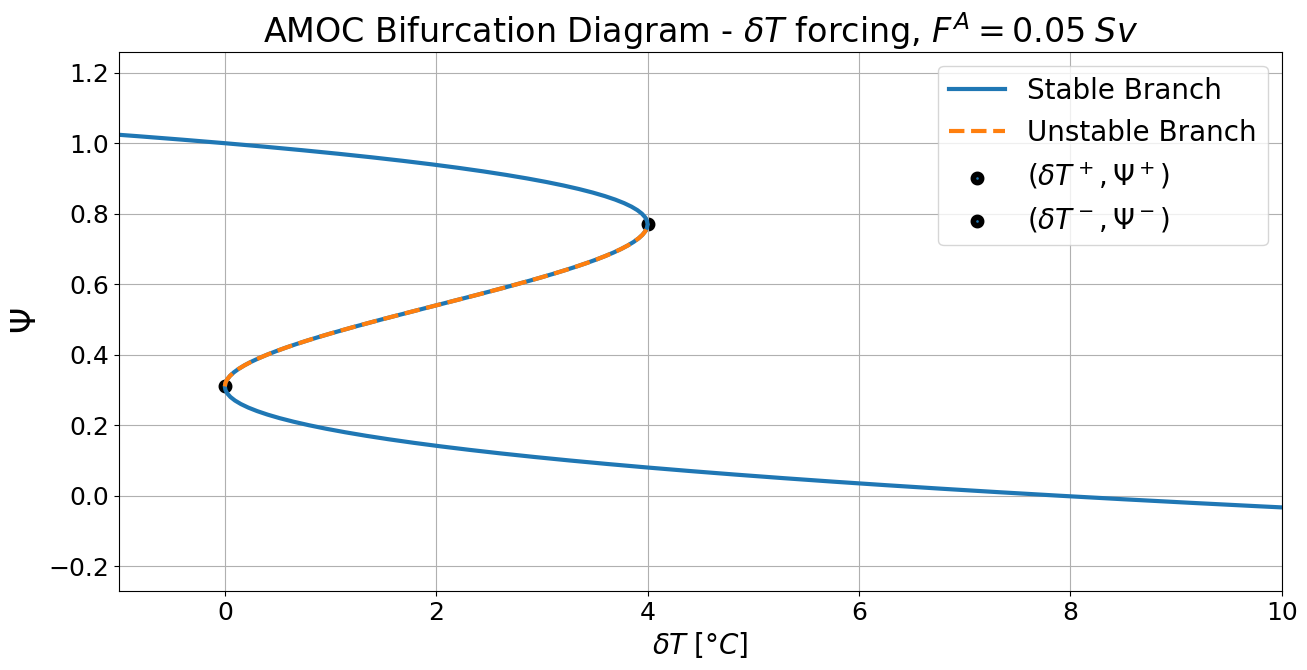 AMOC Bifurcation Diagram - δT forcing, F^A = 0.05 Sv
Stable Branch
Unstable Branch
(δT⁺, Ψ⁺)
(δT⁻, Ψ⁻)
1.2
1.0
0.8
0.6
0.4
0.2
0.0
−0.2
Ψ
0 2 4 6 8 10
δT [°C]